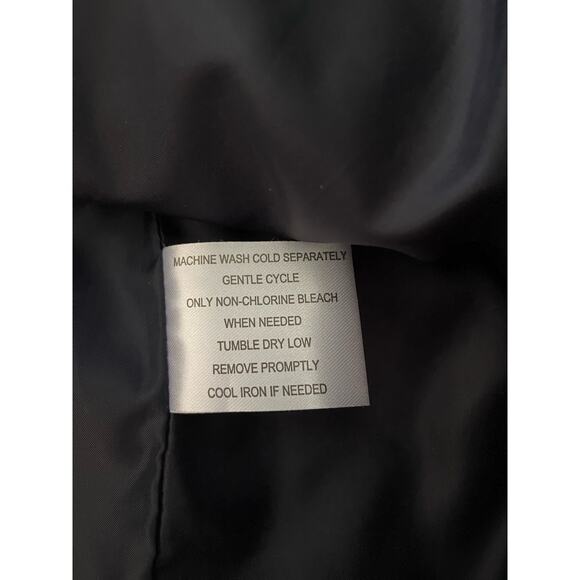 MACHINE WASH COLD SEPARATELY
GENTLE CYCLE
ONLY NON-CHLORINE BLEACH
WHEN NEEDED
TUMBLE DRY LOW
REMOVE PROMPTLY
COOL IRON IF NEEDED